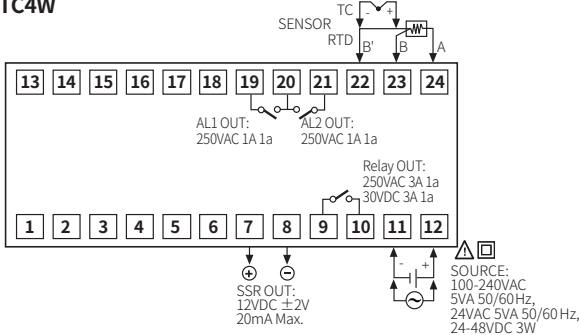 TC4W
TC - +
SENSOR
RTD B' B A
13 14 15 16 17 18 19 20 21 22 23 24
AL1 OUT: AL2 OUT:
250VAC 1A 1a 250VAC 1A 1a
Relay OUT:
250VAC 3A 1a
30VDC 3A 1a
1 2 3 4 5 6 7 8 9 10 11 12
- +
SSR OUT:
12VDC ±2V
20mA Max.
SOURCE:
100-240VAC
5VA 50/60Hz,
24VAC 5VA 50/60Hz,
24-48VDC 3W